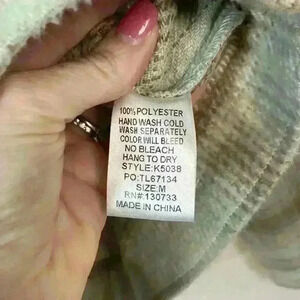 100% POLYESTER
HAND WASH COLD
WASH SEPARATELY
COLOR WILL BLEED
NO BLEACH
HANG TO DRY
STYLE:K5038
PO:TL67134
SIZE:M
RN#:130733
MADE IN CHINA